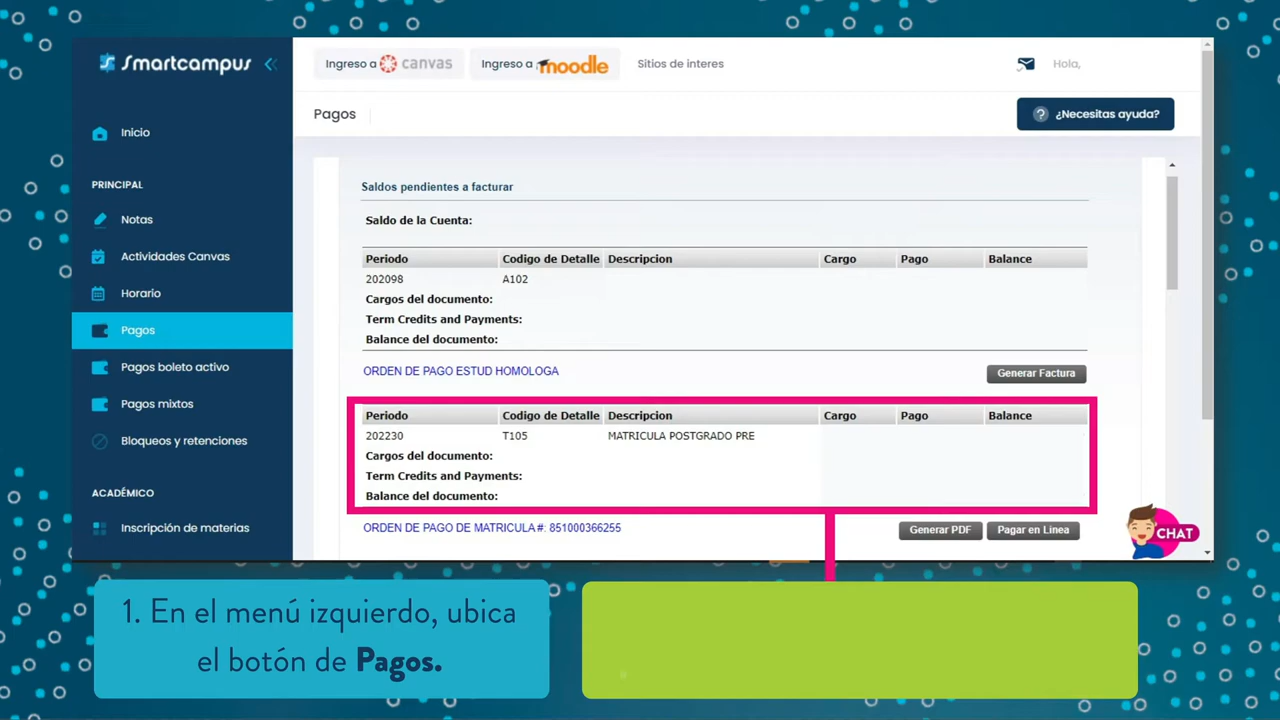 Smartcampus
Ingreso a canvas
Ingreso a moodle
Sitios de interes
Hola,
Pagos
¿Necesitas ayuda?
Inicio
PRINCIPAL
Notas
Actividades Canvas
Horario
Pagos
Pagos boleto activo
Pagos mixtos
Bloqueos y retenciones
ACADÉMICO
Inscripción de materias
Saldos pendientes a facturar
Saldo de la Cuenta:
Periodo Codigo de Detalle Descripcion Cargo Pago Balance
202098 A102
Cargos del documento:
Term Credits and Payments:
Balance del documento:
ORDEN DE PAGO ESTUD HOMOLOGA Generar Factura
Periodo Codigo de Detalle Descripcion Cargo Pago Balance
202230 T105 MATRICULA POSTGRADO PRE
Cargos del documento:
Term Credits and Payments:
Balance del documento:
ORDEN DE PAGO DE MATRICULA #: 851000366255 Generar PDF Pagar en Linea
CHAT
1. En el menú izquierdo, ubica
el botón de Pagos.